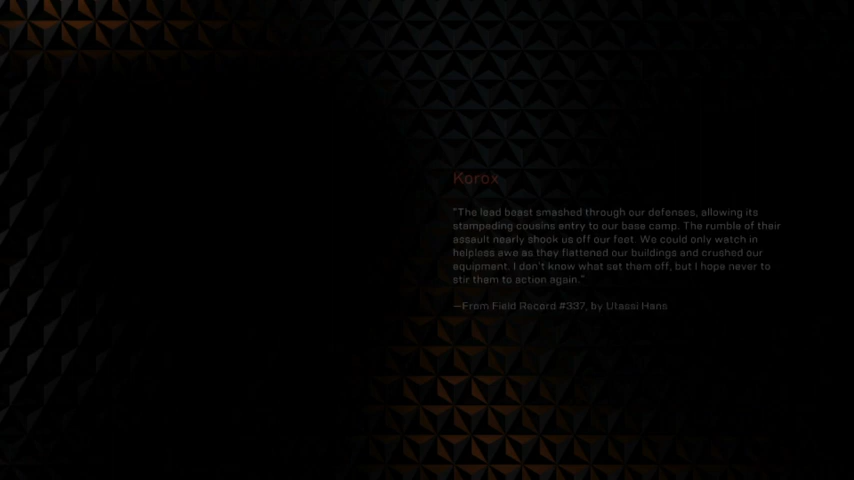 Korox
"The lead beast smashed through our defenses, allowing its
stampeding cousins entry to our base camp. The rumble of their
assault nearly shook us off our feet. We could only watch in
helpless awe as they flattened our buildings and crushed our
equipment. I don't know what set them off, but I hope never to
stir them to action again."
—From Field Record #337, by Utassi Hans